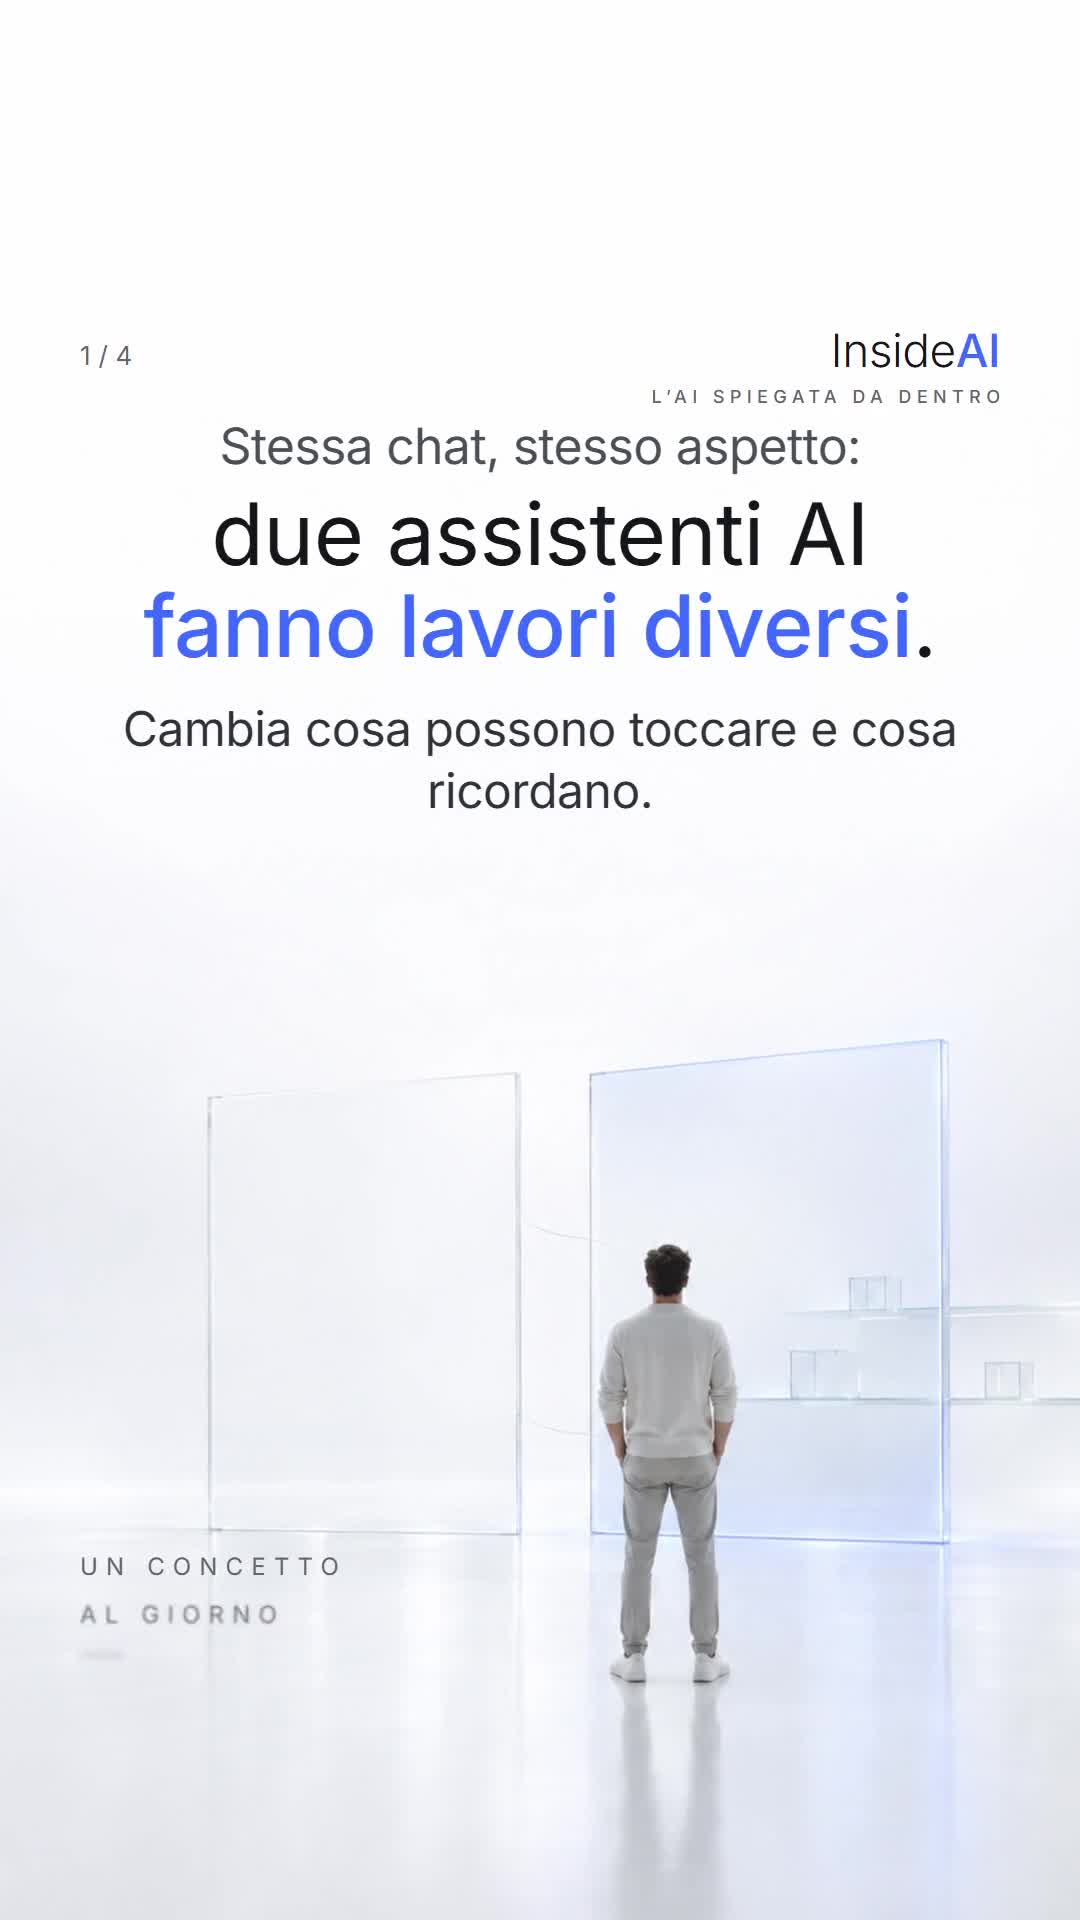 1 / 4
InsideAI
L'AI SPIEGATA DA DENTRO
Stessa chat, stesso aspetto:
due assistenti AI
fanno lavori diversi.
Cambia cosa possono toccare e cosa
ricordano.
UN CONCETTO
AL GIORNO